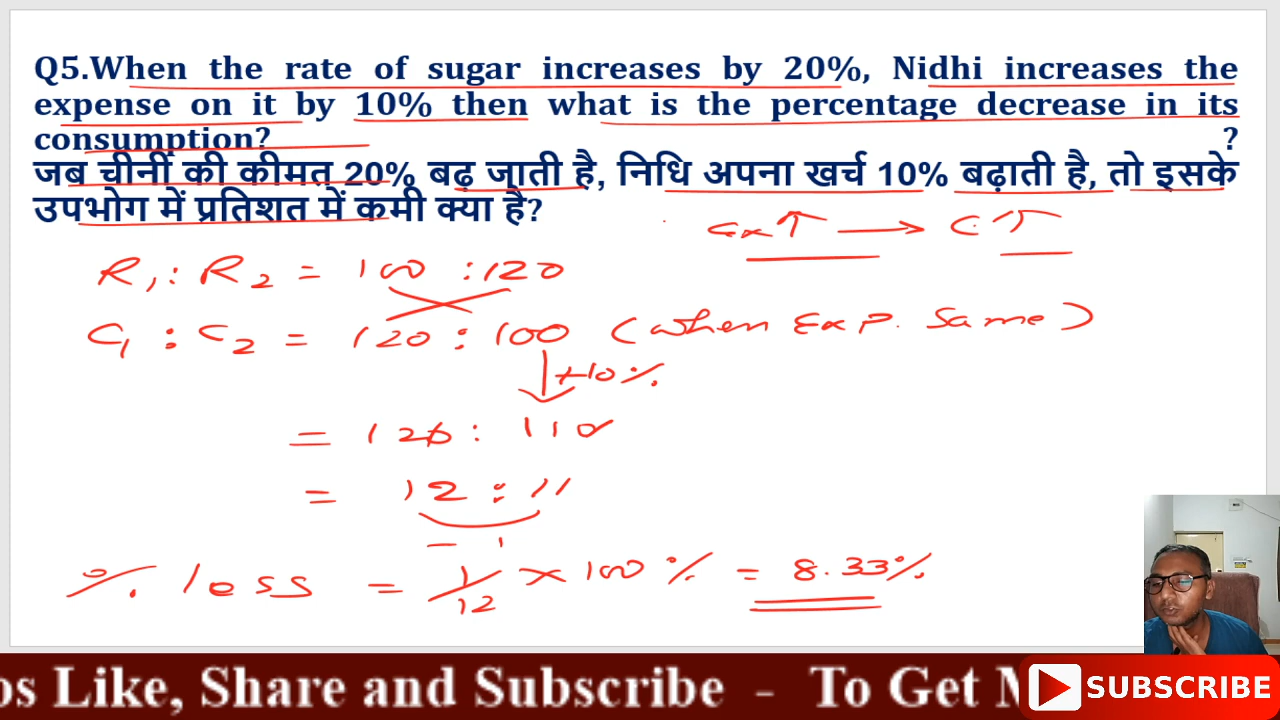 Q5.When the rate of sugar increases by 20%, Nidhi increases the
expense on it by 10% then what is the percentage decrease in its
consumption? ?
जब चीनी की कीमत 20% बढ़ जाती है, निधि अपना खर्च 10% बढ़ाती है, तो इसके
उपभोग में प्रतिशत में कमी क्या है?
Ex↑ → C↑
R₁ : R₂ = 100 : 120
C₁ : C₂ = 120 : 100 (When Exp. Same)
↓ +10%
= 120 : 110
= 12 : 11
- 1
% less = 1/12 × 100 % = 8.33%
os Like, Share and Subscribe - To Get M
SUBSCRIBE